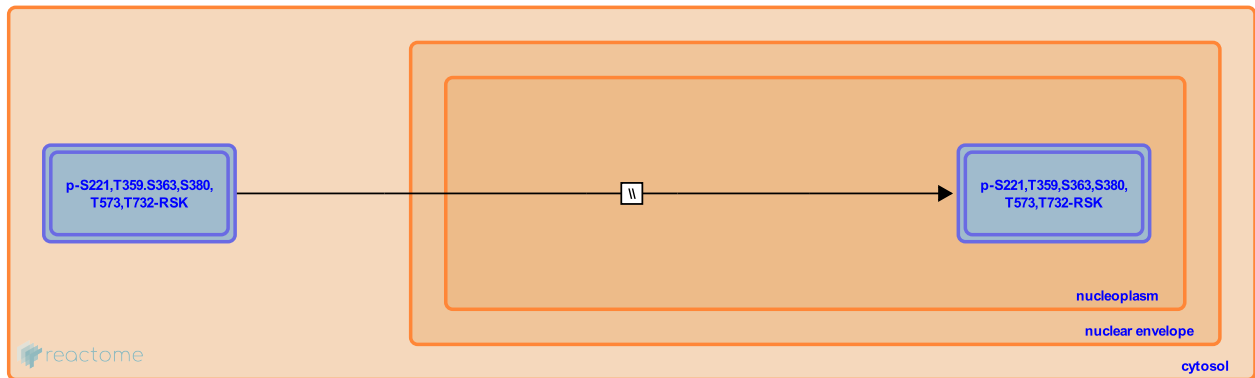 p-S221,T359.S363,S380,
T573,T732-RSK
\\
p-S221,T359,S363,S380,
T573,T732-RSK
nucleoplasm
nuclear envelope
reactome
cytosol